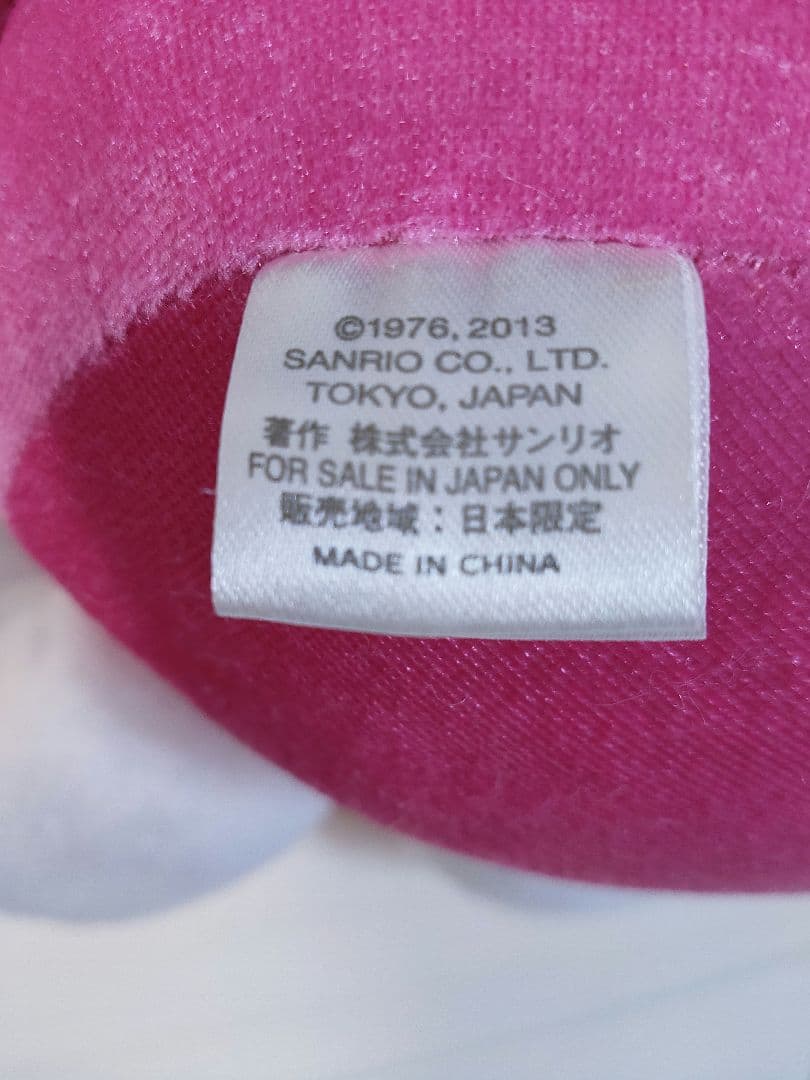 ©1976, 2013
SANRIO CO., LTD.
TOKYO, JAPAN
著作 株式会社サンリオ
FOR SALE IN JAPAN ONLY
販売地域：日本限定
MADE IN CHINA